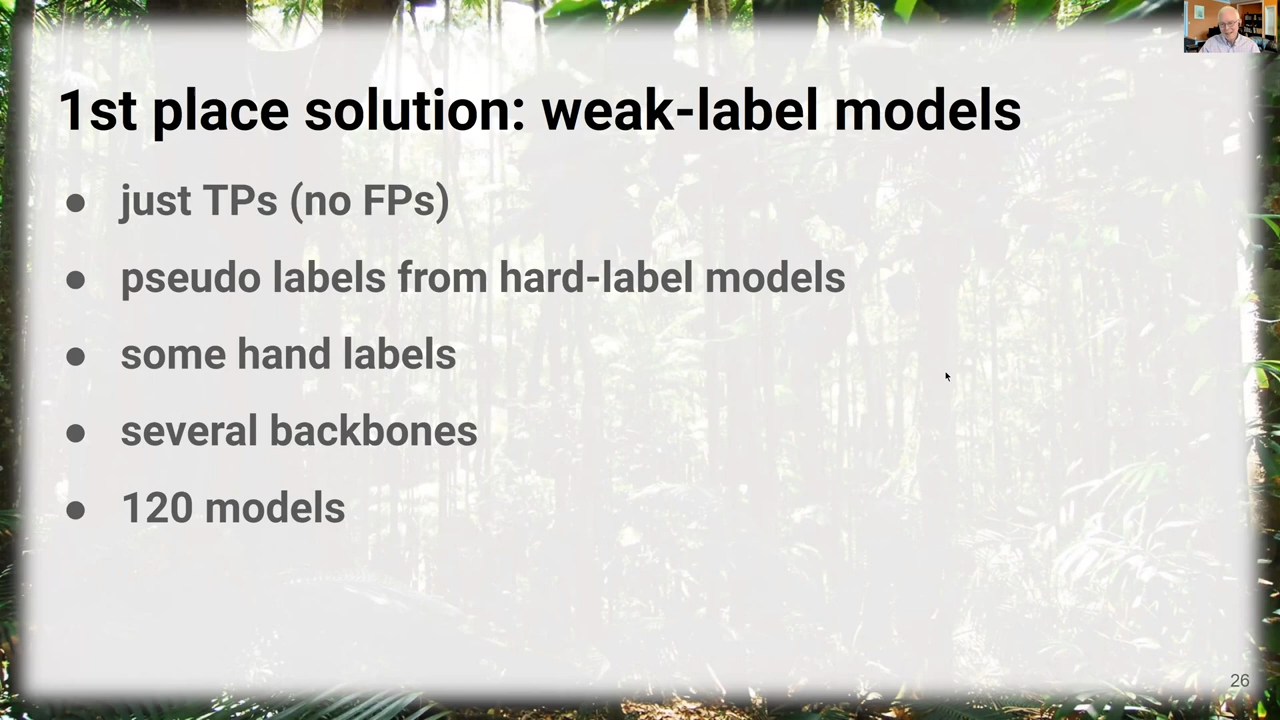 1st place solution: weak-label models
● just TPs (no FPs)
● pseudo labels from hard-label models
● some hand labels
● several backbones
● 120 models
26